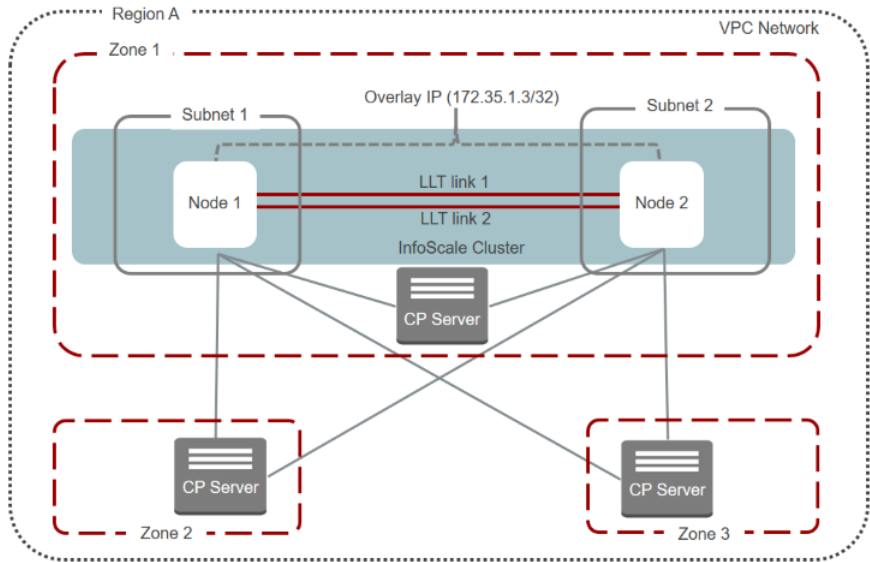 Region A
VPC Network
Zone 1
Overlay IP (172.35.1.3/32)
Subnet 1
Subnet 2
LLT link 1
Node 1
Node 2
LLT link 2
InfoScale Cluster
CP Server
CP Server
CP Server
Zone 2
Zone 3